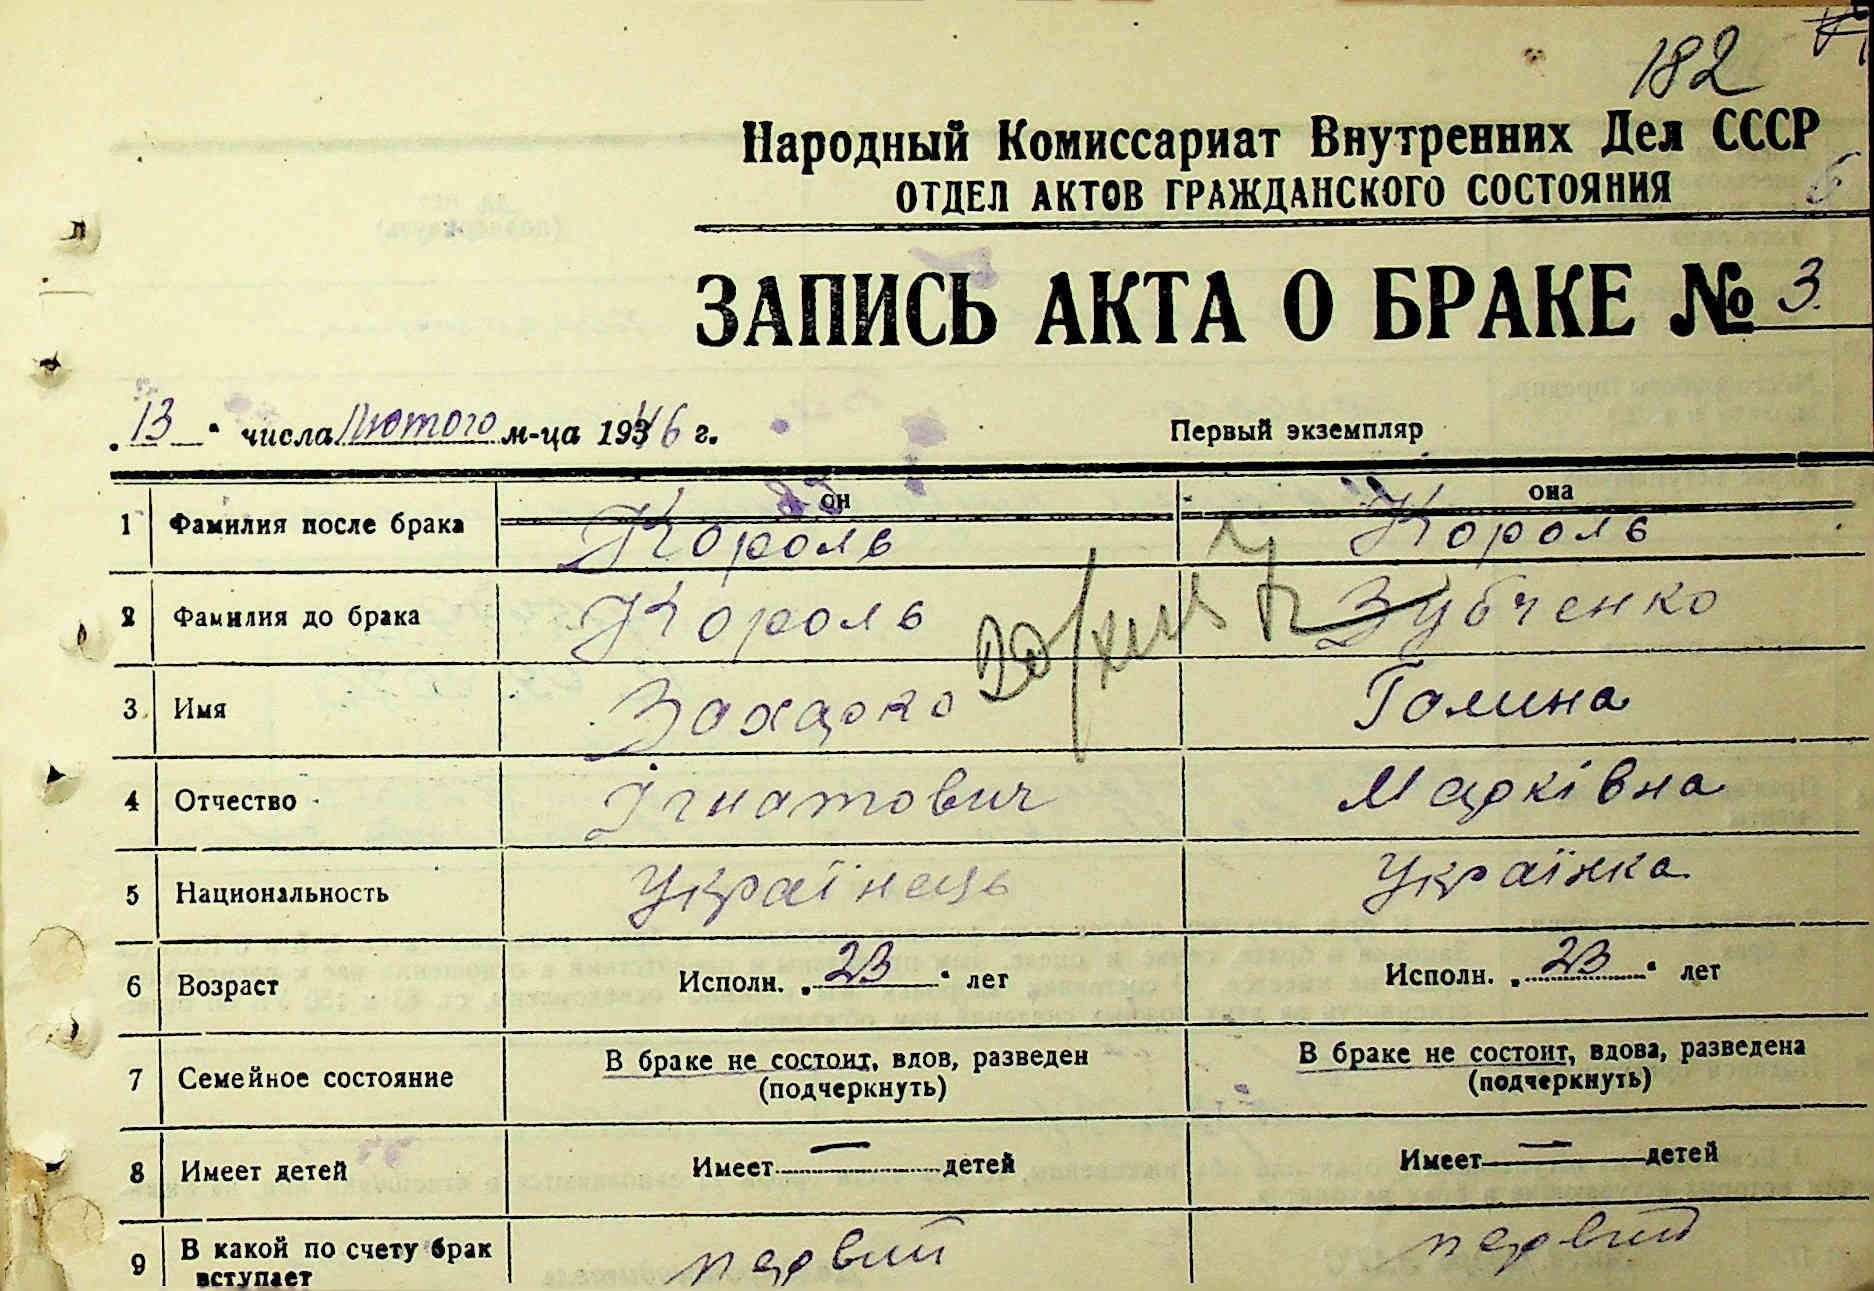 182
Народный Комиссариат Внутренних Дел СССР
ОТДЕЛ АКТОВ ГРАЖДАНСКОГО СОСТОЯНИЯ
ЗАПИСЬ АКТА О БРАКЕ № 3.
13 числа Лютого м-ца 1946 г.
Первый экземпляр
он она
1 Фамилия после брака Король Король
2 Фамилия до брака Король Зубченко
3 Имя Захарко Галина
4 Отчество Ігнатович Марківна
5 Национальность Українець Українка
6 Возраст Исполн. „23“ лет Исполн. „23“ лет
7 Семейное состояние В браке не состоит, вдов, разведен В браке не состоит, вдова, разведена
(подчеркнуть) (подчеркнуть)
8 Имеет детей Имеет — детей Имеет — детей
9 В какой по счету брак вступает первий первий